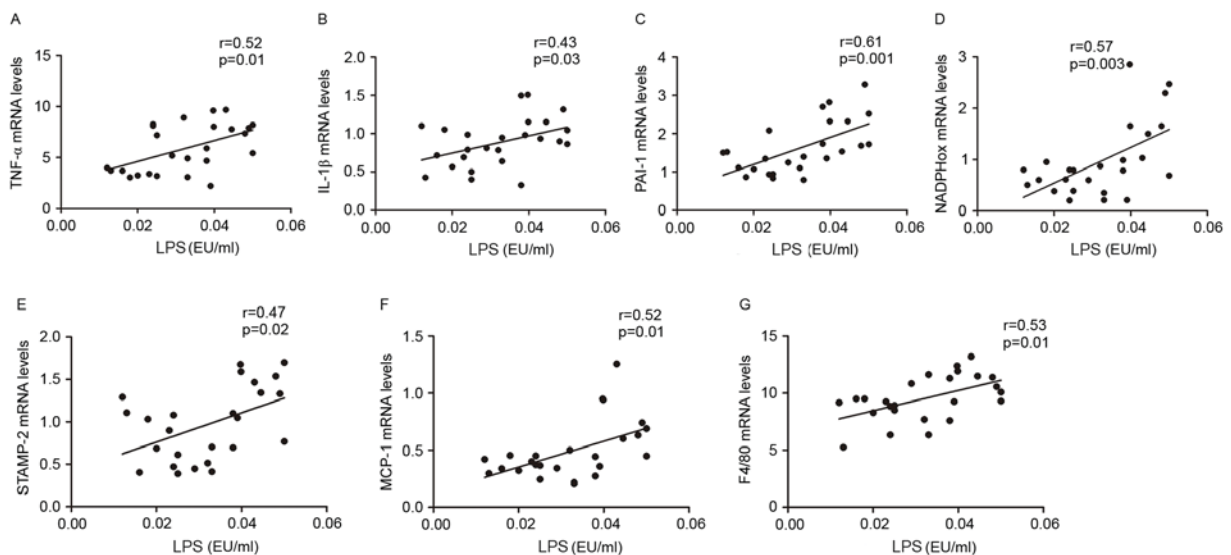 A
r=0.52
p=0.01
TNF-α mRNA levels
15
10
5
0
0.00 0.02 0.04 0.06
LPS (EU/ml)
B
r=0.43
p=0.03
IL-1β mRNA levels
2.0
1.5
1.0
0.5
0.0
0.00 0.02 0.04 0.06
LPS (EU/ml)
C
r=0.61
p=0.001
PAI-1 mRNA levels
4
3
2
1
0
0.00 0.02 0.04 0.06
LPS (EU/ml)
D
r=0.57
p=0.003
NADPHox mRNA levels
3
2
1
0
0.00 0.02 0.04 0.06
LPS (EU/ml)
E
r=0.47
p=0.02
STAMP-2 mRNA levels
2.0
1.5
1.0
0.5
0.0
0.00 0.02 0.04 0.06
LPS (EU/ml)
F
r=0.52
p=0.01
MCP-1 mRNA levels
1.5
1.0
0.5
0.0
0.00 0.02 0.04 0.06
LPS (EU/ml)
G
r=0.53
p=0.01
F4/80 mRNA levels
15
10
5
0
0.00 0.02 0.04 0.06
LPS (EU/ml)